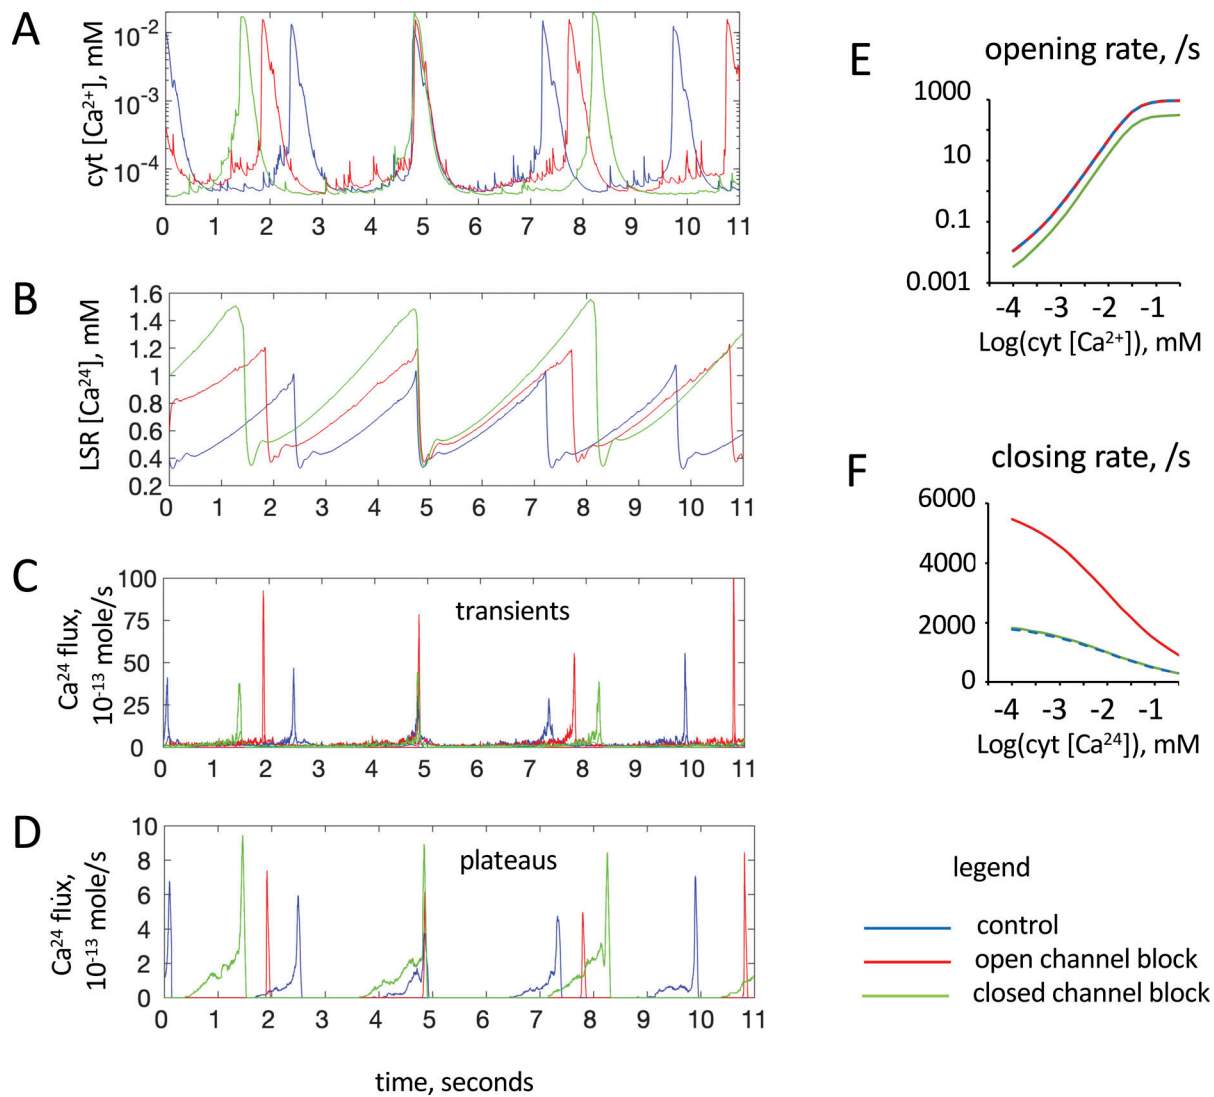 A
cyt [Ca²⁺], mM
10⁻²
10⁻³
10⁻⁴
0 1 2 3 4 5 6 7 8 9 10 11
B
LSR [Ca²⁴], mM
1.6
1.4
1.2
1
0.8
0.6
0.4
0.2
0 1 2 3 4 5 6 7 8 9 10 11
C
Ca²⁴ flux,
10⁻¹³ mole/s
transients
100
75
50
25
0
0 1 2 3 4 5 6 7 8 9 10 11
D
Ca²⁴ flux,
10⁻¹³ mole/s
plateaus
10
8
6
4
2
0
0 1 2 3 4 5 6 7 8 9 10 11
time, seconds
E
opening rate, /s
1000
10
0.1
0.001
-4 -3 -2 -1
Log(cyt [Ca²⁺]), mM
F
closing rate, /s
6000
4000
2000
0
-4 -3 -2 -1
Log(cyt [Ca²⁴]), mM
legend
control
open channel block
closed channel block